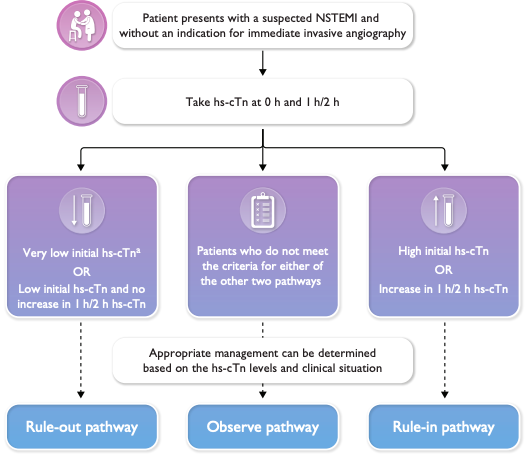 Patient presents with a suspected NSTEMI and
without an indication for immediate invasive angiography
Take hs-cTn at 0 h and 1 h/2 h
Very low initial hs-cTnᵃ
OR
Low initial hs-cTn and no
increase in 1 h/2 h hs-cTn
Patients who do not meet
the criteria for either of
the other two pathways
High initial hs-cTn
OR
Increase in 1 h/2 h hs-cTn
Appropriate management can be determined
based on the hs-cTn levels and clinical situation
Rule-out pathway
Observe pathway
Rule-in pathway